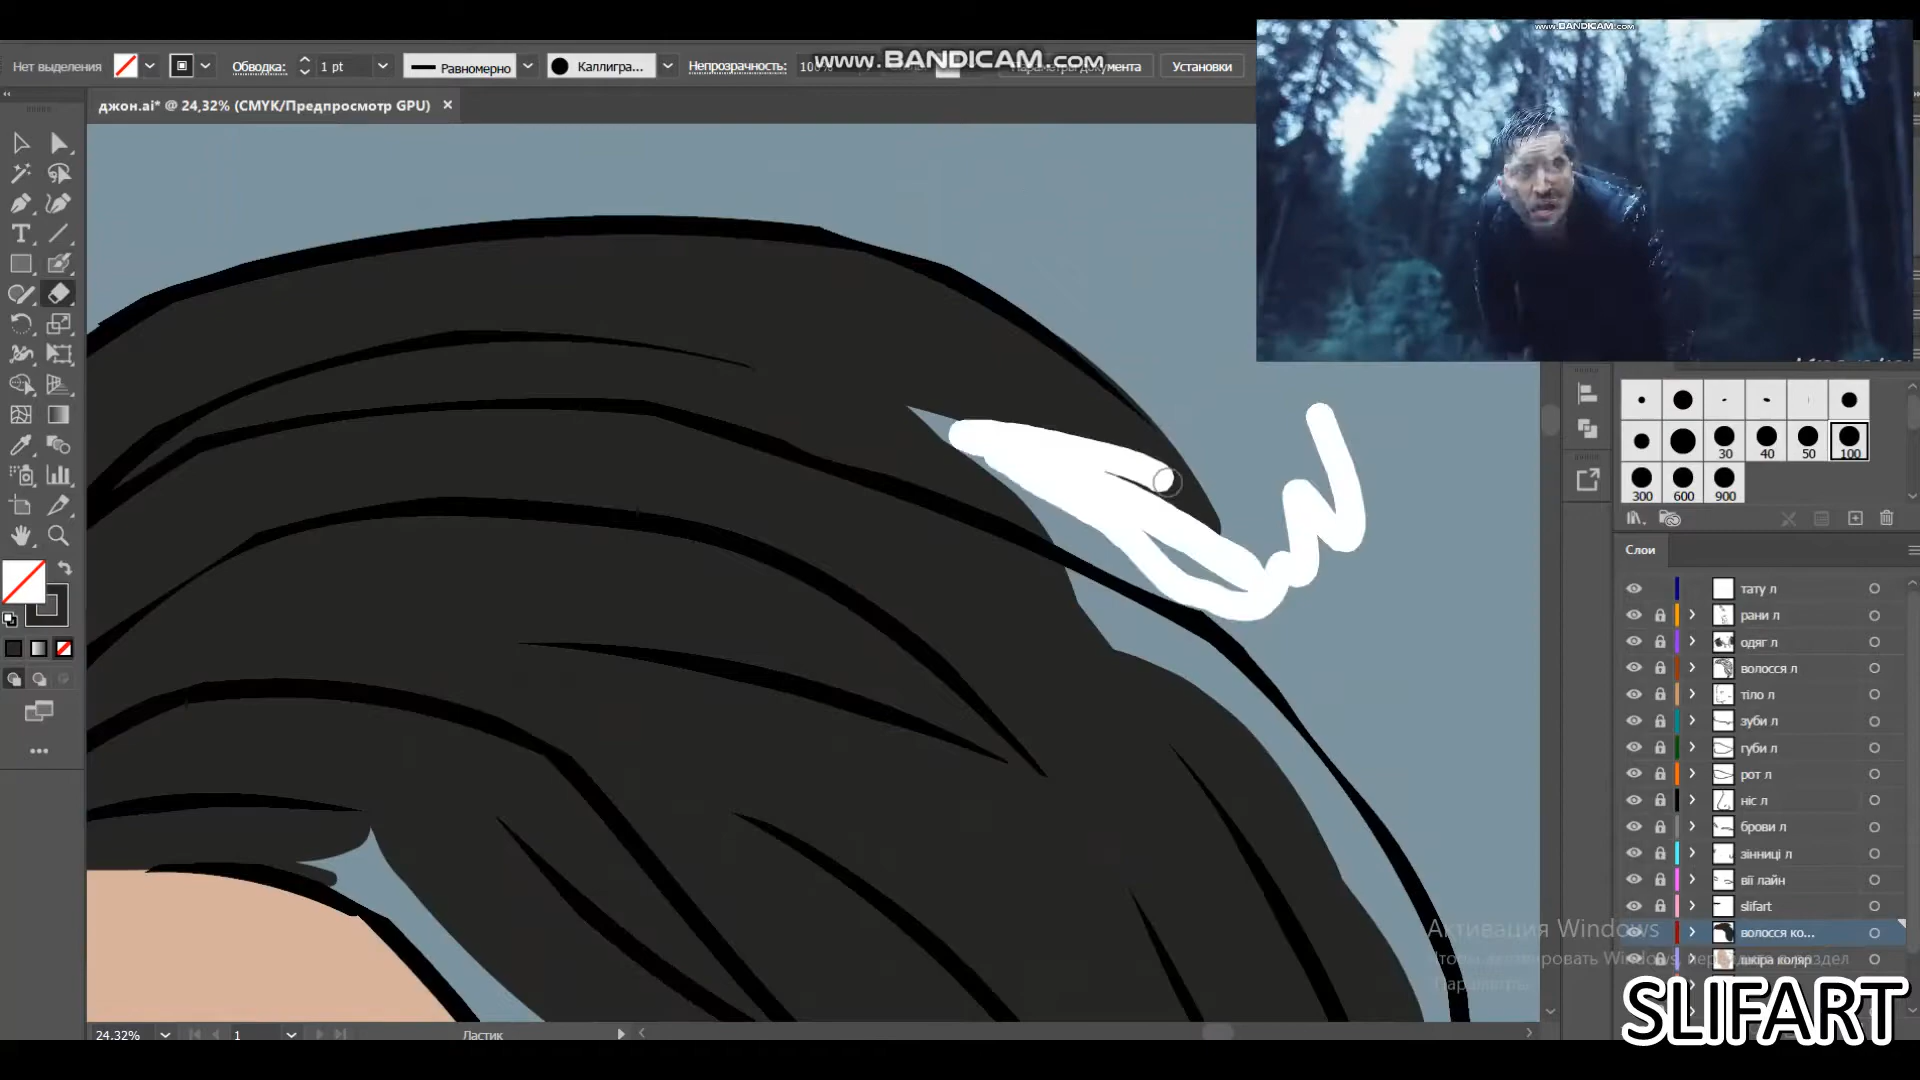 www.BANDICAM.com
Нет выделения
Обводка:
1 pt
Равномерно
Каллигра...
Непрозрачность:
www.BANDICAM.com
Установки
джон.ai* @ 24,32% (CMYK/Предпросмотр GPU)
30
40
50
100
300
600
900
Слои
тату л
рани л
одяг л
волосся л
тіло л
зуби л
губи л
рот л
ніс л
брови л
зінниці л
вії лайн
slifart
Активация Windows
волосся ко...
шкіра коляр
Параметры
SLIFART
24,32%
1
Ластик